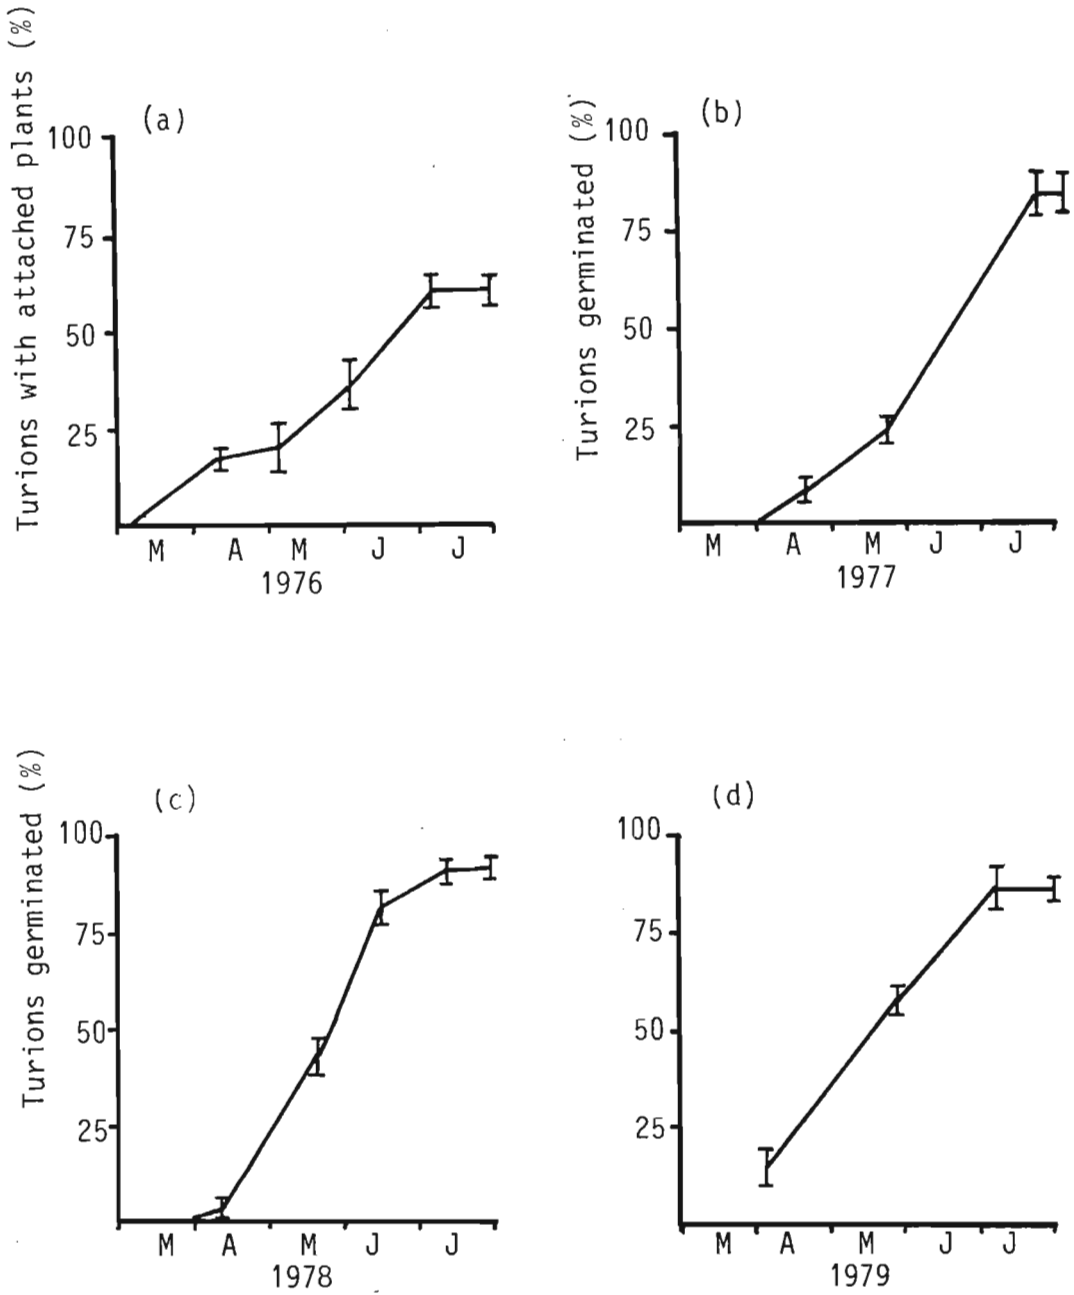 (a)
Turions with attached plants (%)
100
75
50
25
M A M J J
1976
(b)
Turions germinated (%)
100
75
50
25
M A M J J
1977
(c)
Turions germinated (%)
100
75
50
25
M A M J J
1978
(d)
100
75
50
25
M A M J J
1979